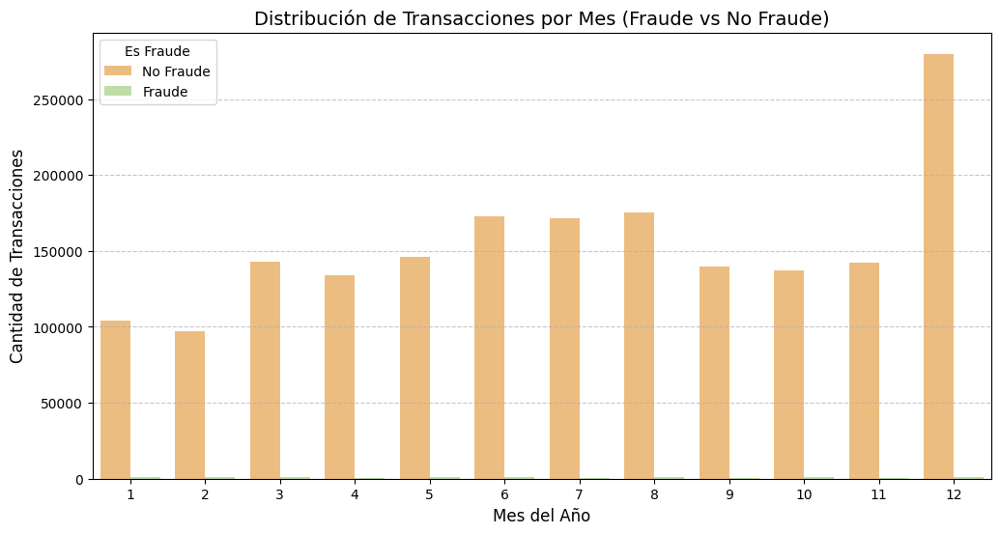 Distribución de Transacciones por Mes (Fraude vs No Fraude)
Es Fraude
No Fraude
Fraude
Cantidad de Transacciones
250000
200000
150000
100000
50000
0
1 2 3 4 5 6 7 8 9 10 11 12
Mes del Año